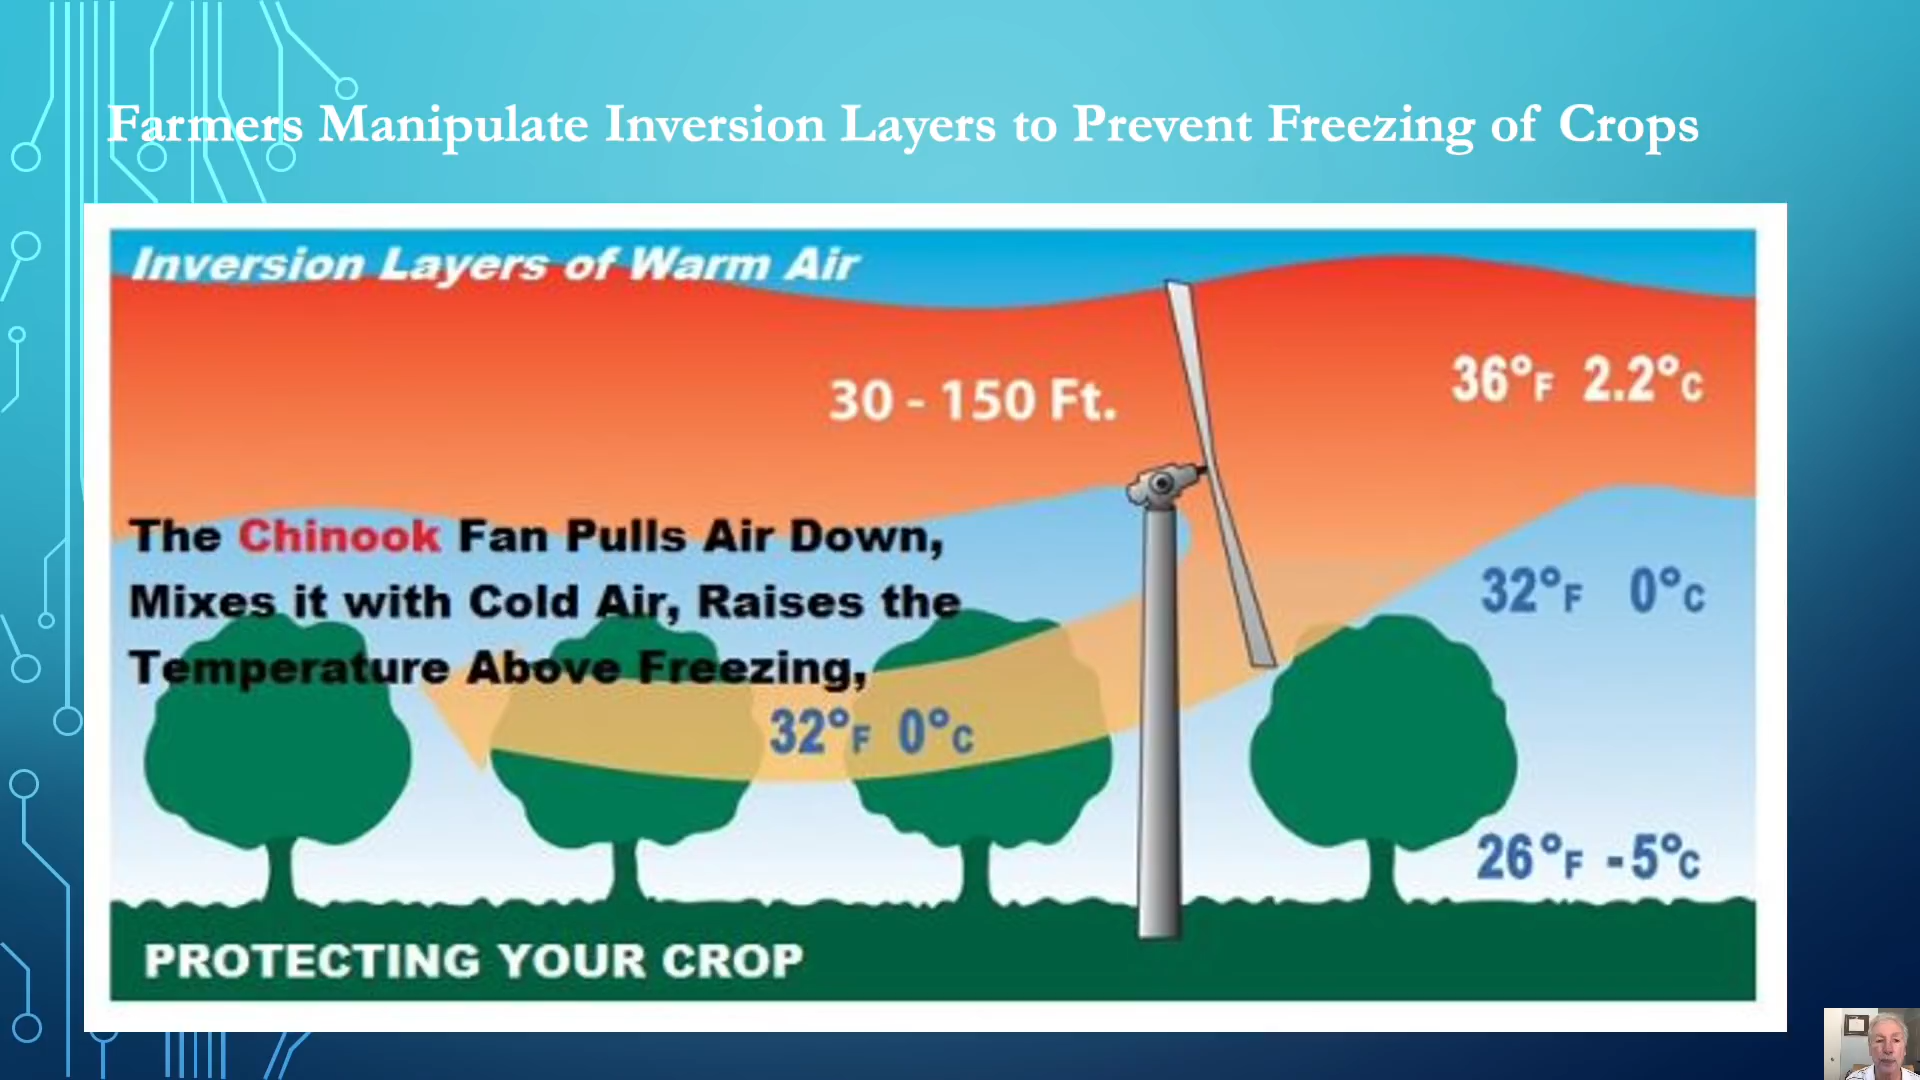 Farmers Manipulate Inversion Layers to Prevent Freezing of Crops
Inversion Layers of Warm Air
30 - 150 Ft.
36°F 2.2°C
The Chinook Fan Pulls Air Down,
Mixes it with Cold Air, Raises the
Temperature Above Freezing,
32°F 0°C
32°F 0°C
26°F -5°C
PROTECTING YOUR CROP